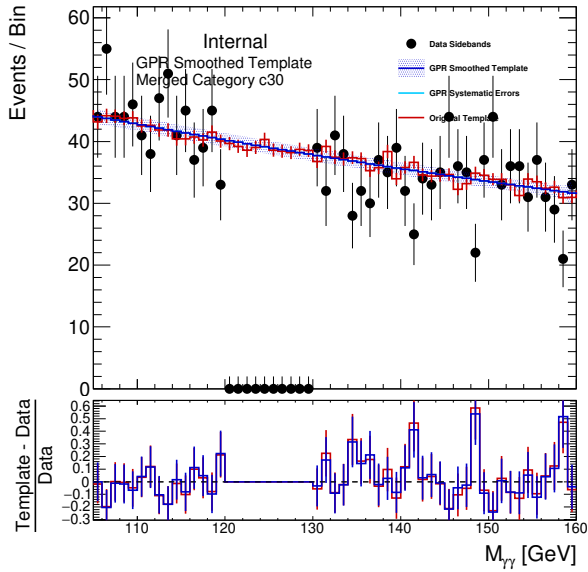 Events / Bin
60
50
40
30
20
10
0
Internal
GPR Smoothed Template
Merged Category c30
Data Sidebands
GPR Smoothed Template
GPR Systematic Errors
Original Template
Template - Data
Data
0.6
0.5
0.4
0.3
0.2
0.1
0
−0.1
−0.2
−0.3
110 120 130 140 150 160
Mγγ [GeV]